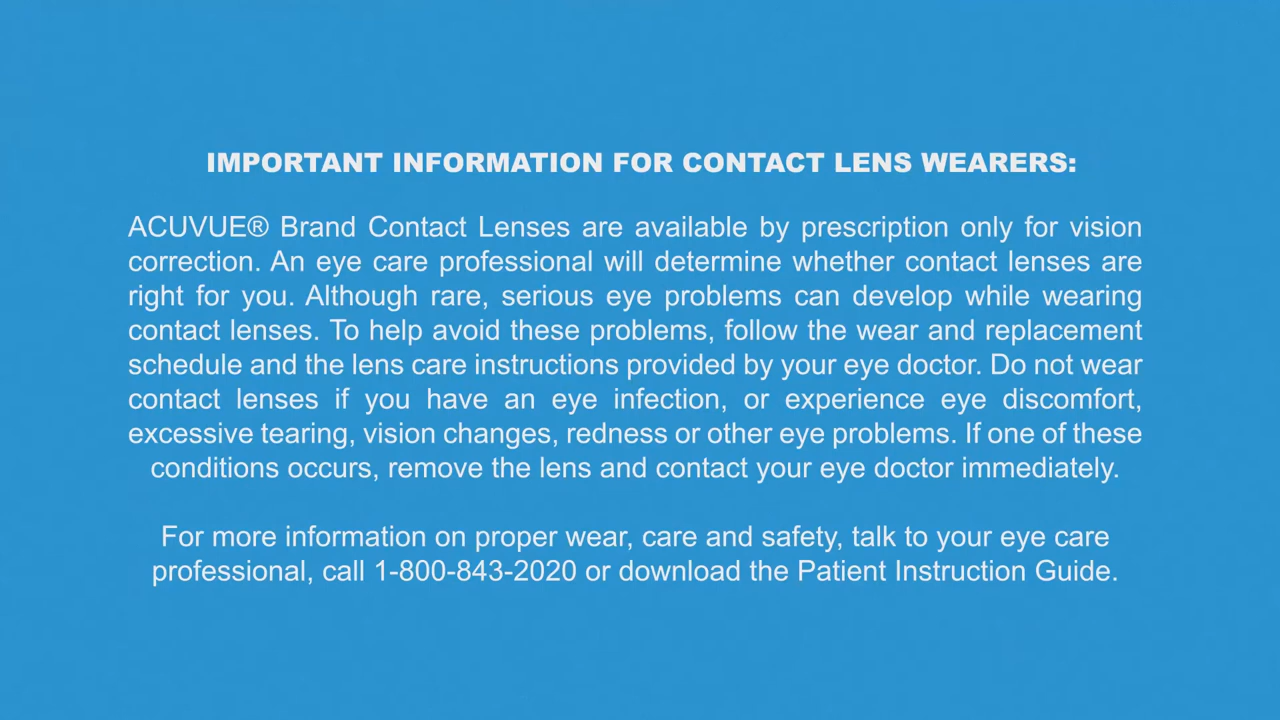 IMPORTANT INFORMATION FOR CONTACT LENS WEARERS:
ACUVUE® Brand Contact Lenses are available by prescription only for vision
correction. An eye care professional will determine whether contact lenses are
right for you. Although rare, serious eye problems can develop while wearing
contact lenses. To help avoid these problems, follow the wear and replacement
schedule and the lens care instructions provided by your eye doctor. Do not wear
contact lenses if you have an eye infection, or experience eye discomfort,
excessive tearing, vision changes, redness or other eye problems. If one of these
conditions occurs, remove the lens and contact your eye doctor immediately.
For more information on proper wear, care and safety, talk to your eye care
professional, call 1-800-843-2020 or download the Patient Instruction Guide.